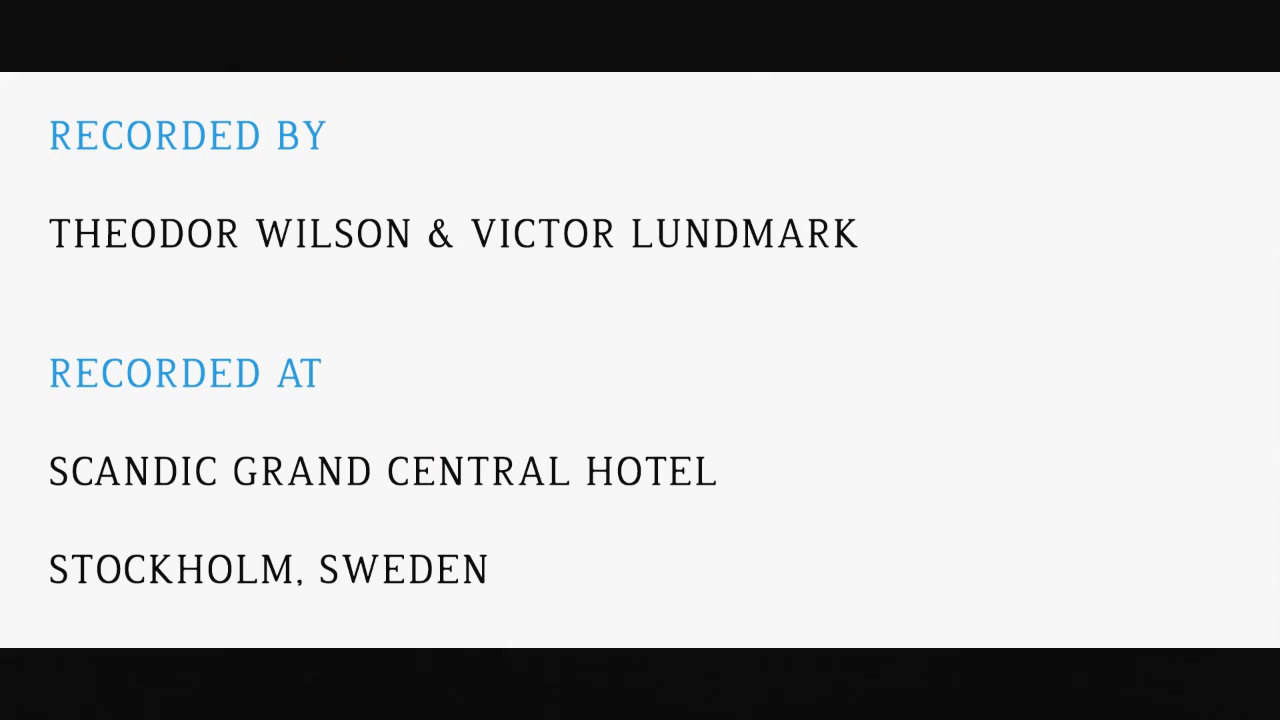 RECORDED BY
THEODOR WILSON & VICTOR LUNDMARK
RECORDED AT
SCANDIC GRAND CENTRAL HOTEL
STOCKHOLM, SWEDEN